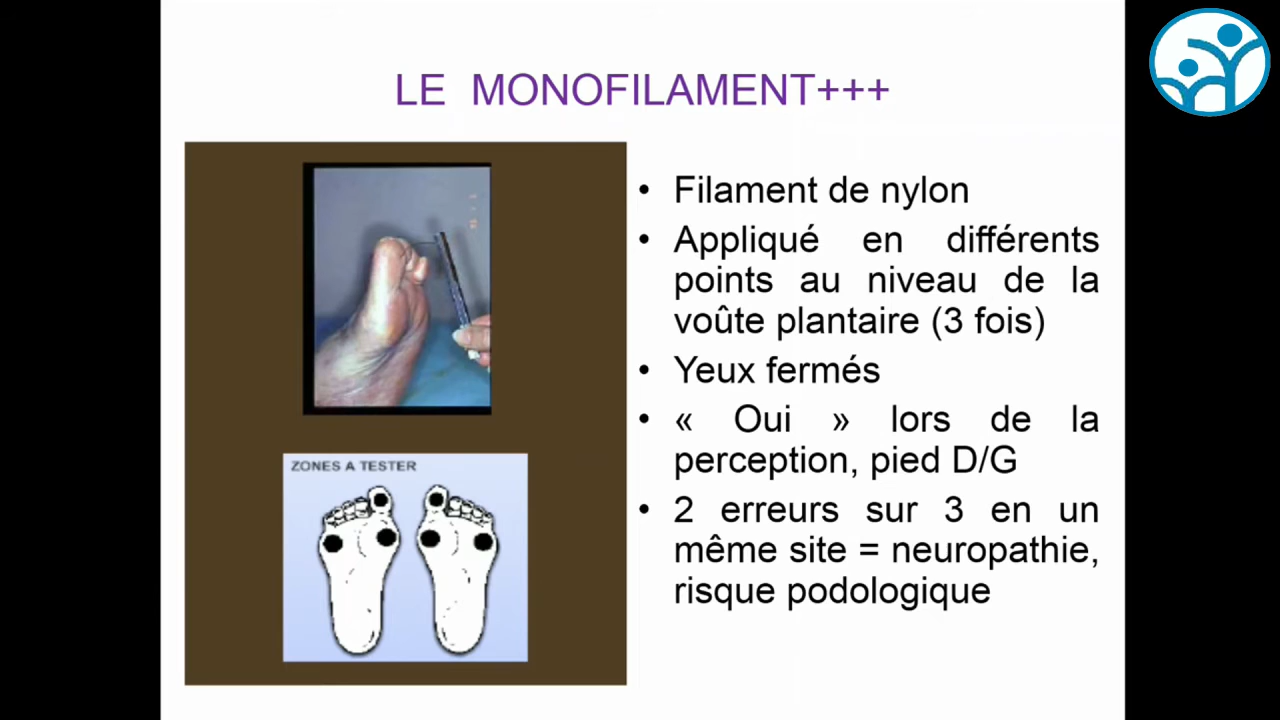 LE MONOFILAMENT+++
• Filament de nylon
• Appliqué en différents
points au niveau de la
voûte plantaire (3 fois)
• Yeux fermés
• « Oui » lors de la
perception, pied D/G
• 2 erreurs sur 3 en un
même site = neuropathie,
risque podologique
ZONES A TESTER